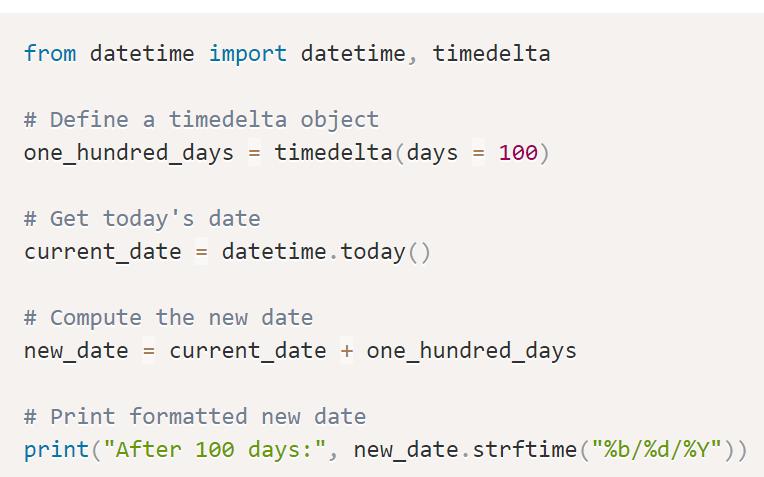 from datetime import datetime, timedelta
# Define a timedelta object
one_hundred_days = timedelta(days = 100)
# Get today's date
current_date = datetime.today()
# Compute the new date
new_date = current_date + one_hundred_days
# Print formatted new date
print("After 100 days:", new_date.strftime("%b/%d/%Y"))